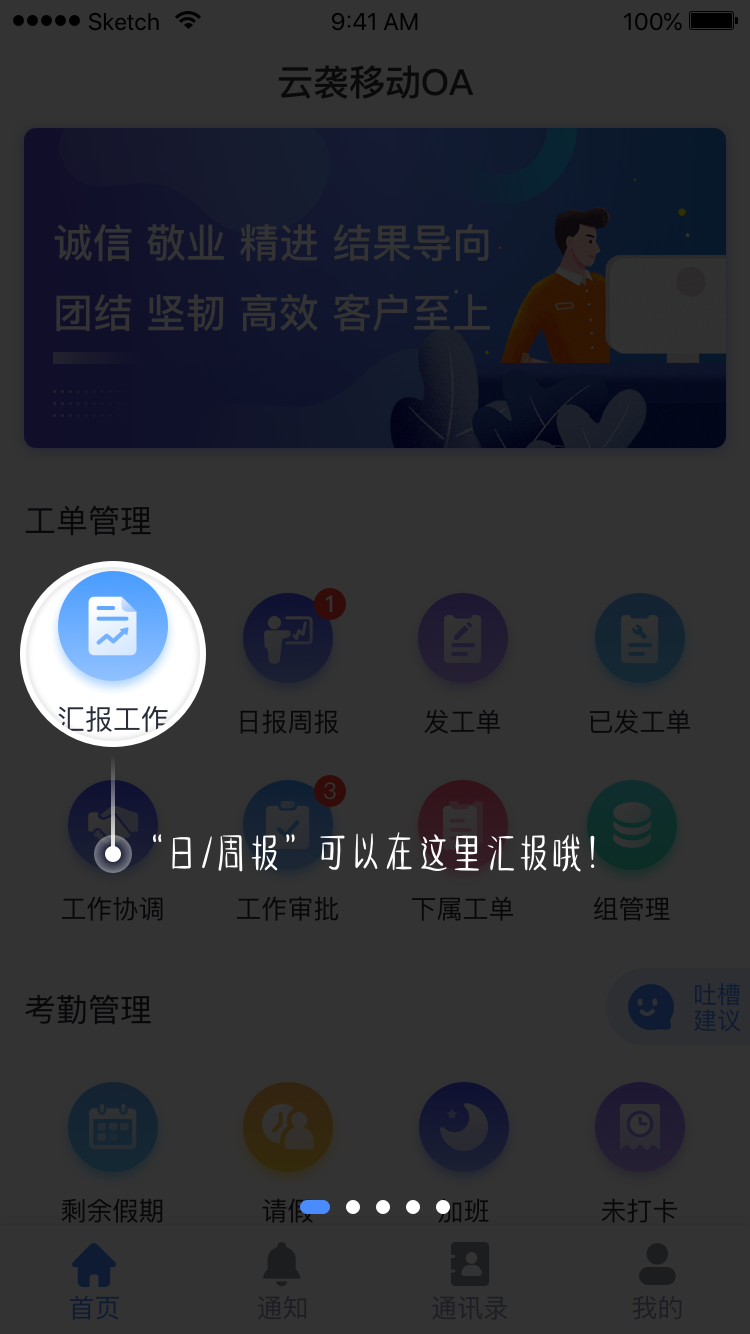 Sketch 9:41 AM 100%
云袭移动OA
诚信 敬业 精进 结果导向
团结 坚韧 高效 客户至上
工单管理
1
汇报工作 日报周报 发工单 已发工单
3
“日/周报”可以在这里汇报哦!
工作协调 工作审批 下属工单 组管理
考勤管理
吐槽
建议
剩余假期 请假 加班 未打卡
首页 通知 通讯录 我的